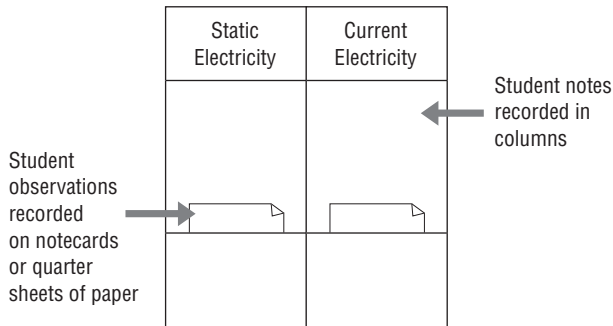 Static
Electricity
Current
Electricity
Student notes
recorded in
columns
Student
observations
recorded
on notecards
or quarter
sheets of paper